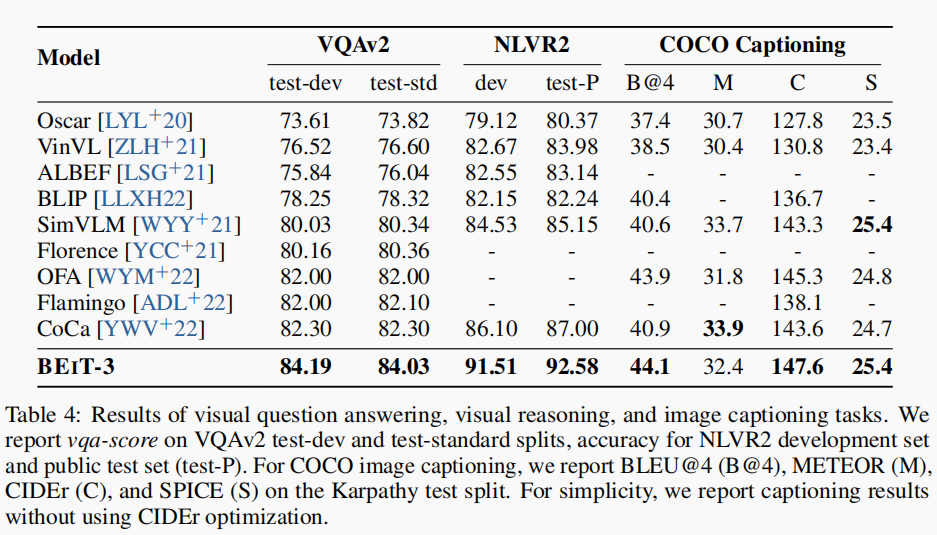 Model VQAv2 NLVR2 COCO Captioning
test-dev test-std dev test-P B@4 M C S
Oscar [LYL+20] 73.61 73.82 79.12 80.37 37.4 30.7 127.8 23.5
VinVL [ZLH+21] 76.52 76.60 82.67 83.98 38.5 30.4 130.8 23.4
ALBEF [LSG+21] 75.84 76.04 82.55 83.14 - - - -
BLIP [LLXH22] 78.25 78.32 82.15 82.24 40.4 - 136.7 -
SimVLM [WYY+21] 80.03 80.34 84.53 85.15 40.6 33.7 143.3 25.4
Florence [YCC+21] 80.16 80.36 - - - - - -
OFA [WYM+22] 82.00 82.00 - - 43.9 31.8 145.3 24.8
Flamingo [ADL+22] 82.00 82.10 - - - - 138.1 -
CoCa [YWV+22] 82.30 82.30 86.10 87.00 40.9 33.9 143.6 24.7
BEIT-3 84.19 84.03 91.51 92.58 44.1 32.4 147.6 25.4
Table 4: Results of visual question answering, visual reasoning, and image captioning tasks. We
report vqa-score on VQAv2 test-dev and test-standard splits, accuracy for NLVR2 development set
and public test set (test-P). For COCO image captioning, we report BLEU@4 (B@4), METEOR (M),
CIDEr (C), and SPICE (S) on the Karpathy test split. For simplicity, we report captioning results
without using CIDEr optimization.